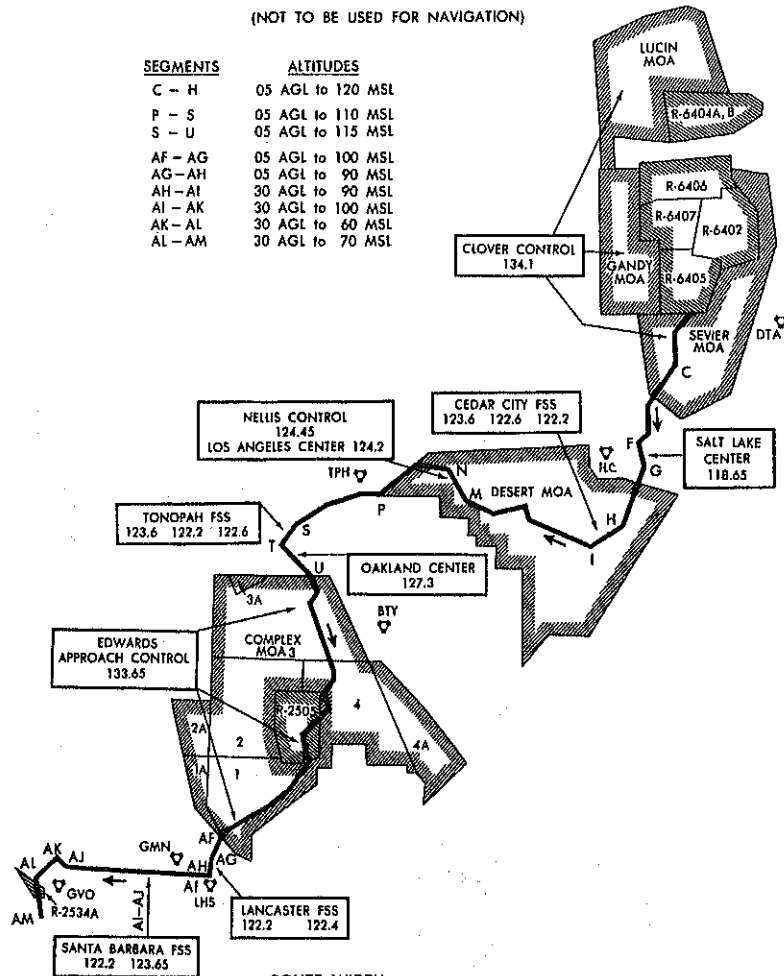 (NOT TO BE USED FOR NAVIGATION)
SEGMENTS ALTITUDES
C - H 05 AGL to 120 MSL
P - S 05 AGL to 110 MSL
S - U 05 AGL to 115 MSL
AF - AG 05 AGL to 100 MSL
AG - AH 05 AGL to 90 MSL
AH - AI 30 AGL to 90 MSL
AI - AK 30 AGL to 100 MSL
AK - AL 30 AGL to 60 MSL
AL - AM 30 AGL to 70 MSL
LUCIN
MOA
R-6404A, B
R-6406
R-6407
R-6402
CLOVER CONTROL
134.1
GANDY
MOA
R-6405
SEVIER
MOA
DTA
C
NELLIS CONTROL
124.45
LOS ANGELES CENTER 124.2
CEDAR CITY FSS
123.6 122.6 122.2
F
SALT LAKE
CENTER
118.65
TPH
N
G
M
DESERT MOA
P
TONOPAH FSS
123.6 122.2 122.6
S
H
T
I
U
OAKLAND CENTER
127.3
3A
BTY
EDWARDS
APPROACH CONTROL
133.65
COMPLEX
MOA 3
R-2505
4
2A
2
4A
1A
1
AF
GMN
AG
AK
AJ
AH
AL
AI
LHS
GVO
R-2534A
AM
AI-AJ
LANCASTER FSS
122.2 122.4
SANTA BARBARA FSS
122.2 123.65